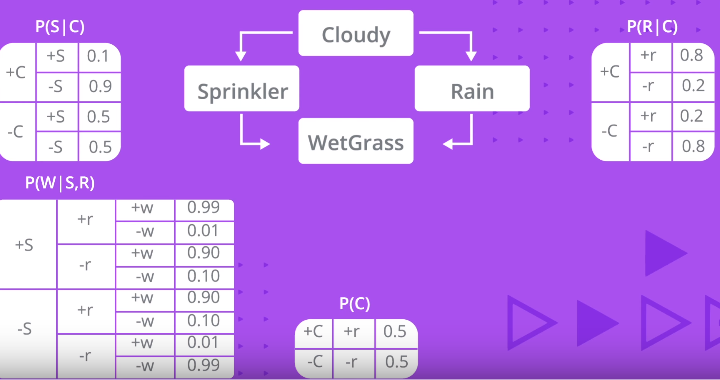 P(S|C)
+C +S 0.1
-S 0.9
-C +S 0.5
-S 0.5
Cloudy
Sprinkler
Rain
WetGrass
P(R|C)
+C +r 0.8
-r 0.2
-C +r 0.2
-r 0.8
P(W|S,R)
+S +r +w 0.99
-w 0.01
-r +w 0.90
-w 0.10
-S +r +w 0.90
-w 0.10
-r +w 0.01
-w 0.99
P(C)
+C +r 0.5
-C -r 0.5